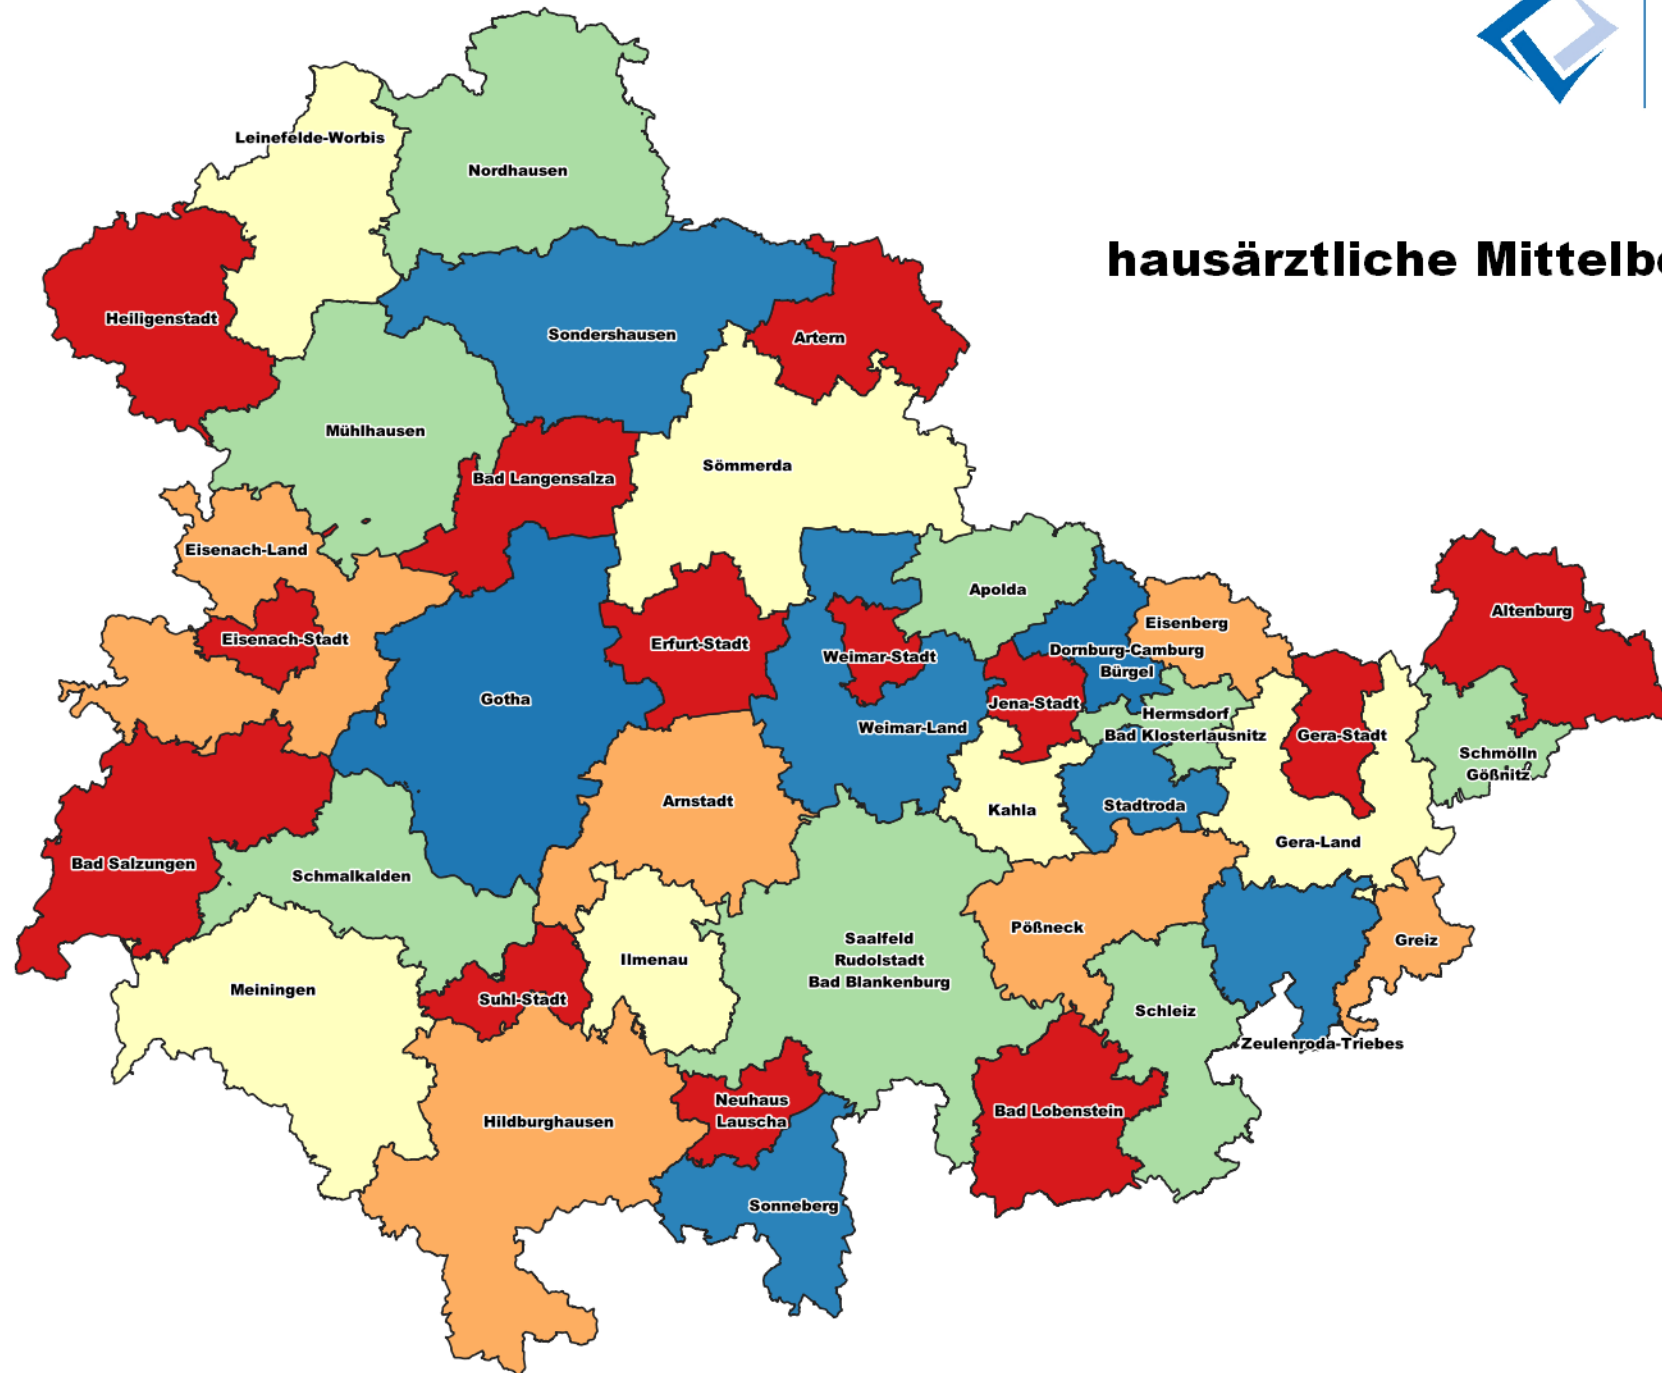 Leinefelde-Worbis
Nordhausen
hausärztliche Mittelbe
Heiligenstadt
Sondershausen
Artern
Mühlhausen
Sömmerda
Bad Langensalza
Eisenach-Land
Apolda
Altenburg
Eisenberg
Eisenach-Stadt
Erfurt-Stadt
Weimar-Stadt
Dornburg-Camburg
Bürgel
Gotha
Jena-Stadt
Hermsdorf
Bad Klosterlausnitz
Weimar-Land
Gera-Stadt
Schmölln
Gößnitz
Arnstadt
Kahla
Stadtroda
Gera-Land
Bad Salzungen
Schmalkalden
Pößneck
Saalfeld
Rudolstadt
Bad Blankenburg
Greiz
Ilmenau
Meiningen
Suhl-Stadt
Schleiz
Zeulenroda-Triebes
Neuhaus
Lauscha
Bad Lobenstein
Hildburghausen
Sonneberg